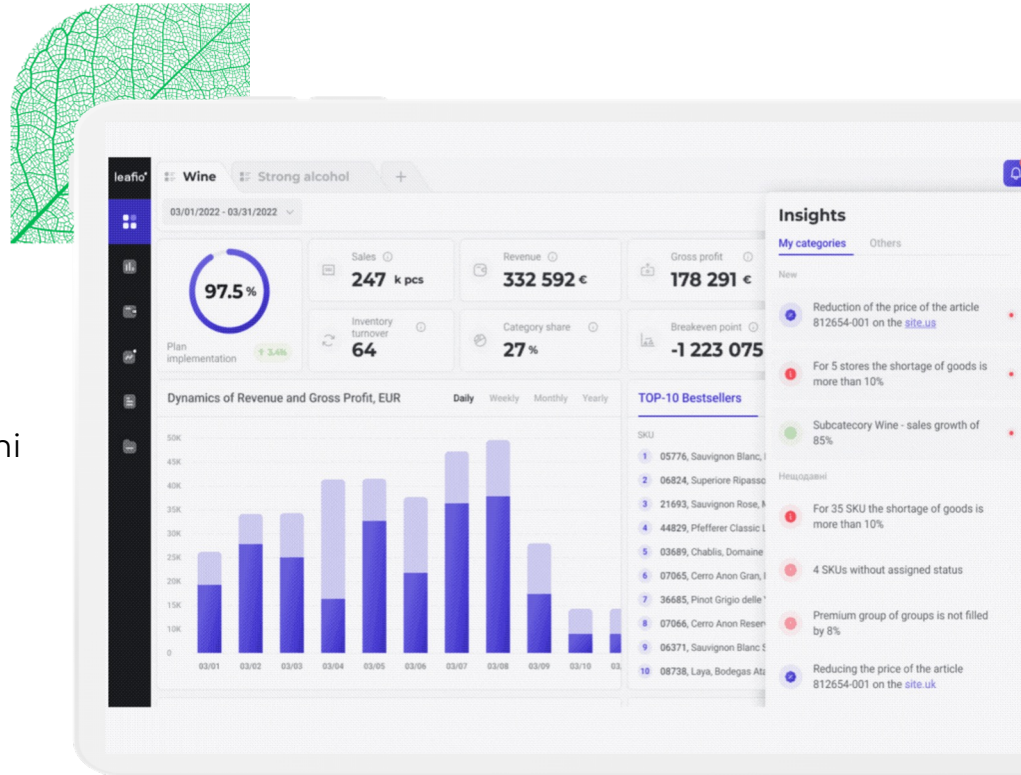 leafio
Wine
Strong alcohol
+
03/01/2022 - 03/31/2022
97.5 %
Plan
implementation
↑ 3.4%
Sales
247 k pcs
Revenue
332 592 €
Gross profit
178 291 €
Inventory
turnover
64
Category share
27 %
Breakeven point
-1 223 075
Dynamics of Revenue and Gross Profit, EUR
Daily Weekly Monthly Yearly
50K
45K
40K
35K
30K
25K
20K
15K
10K
0
03/01 03/02 03/03 03/04 03/05 03/06 03/07 03/08 03/09 03/10 03/
TOP-10 Bestsellers
SKU
1 05776, Sauvignon Blanc,
2 06824, Superiore Ripasso
3 21693, Sauvignon Rose,
4 44829, Pfefferer Classic
5 03689, Chablis, Domaine
6 07065, Cerro Anon Gran,
7 36685, Pinot Grigio delle
8 07066, Cerro Anon Reser
9 06371, Sauvignon Blanc
10 08738, Laya, Bodegas Ata
Insights
My categories Others
New
Reduction of the price of the article
812654-001 on the site.us
For 5 stores the shortage of goods is
more than 10%
Subcatecory Wine - sales growth of
85%
Нещодавні
For 35 SKU the shortage of goods is
more than 10%
4 SKUs without assigned status
Premium group of groups is not filled
by 8%
Reducing the price of the article
812654-001 on the site.uk
ni